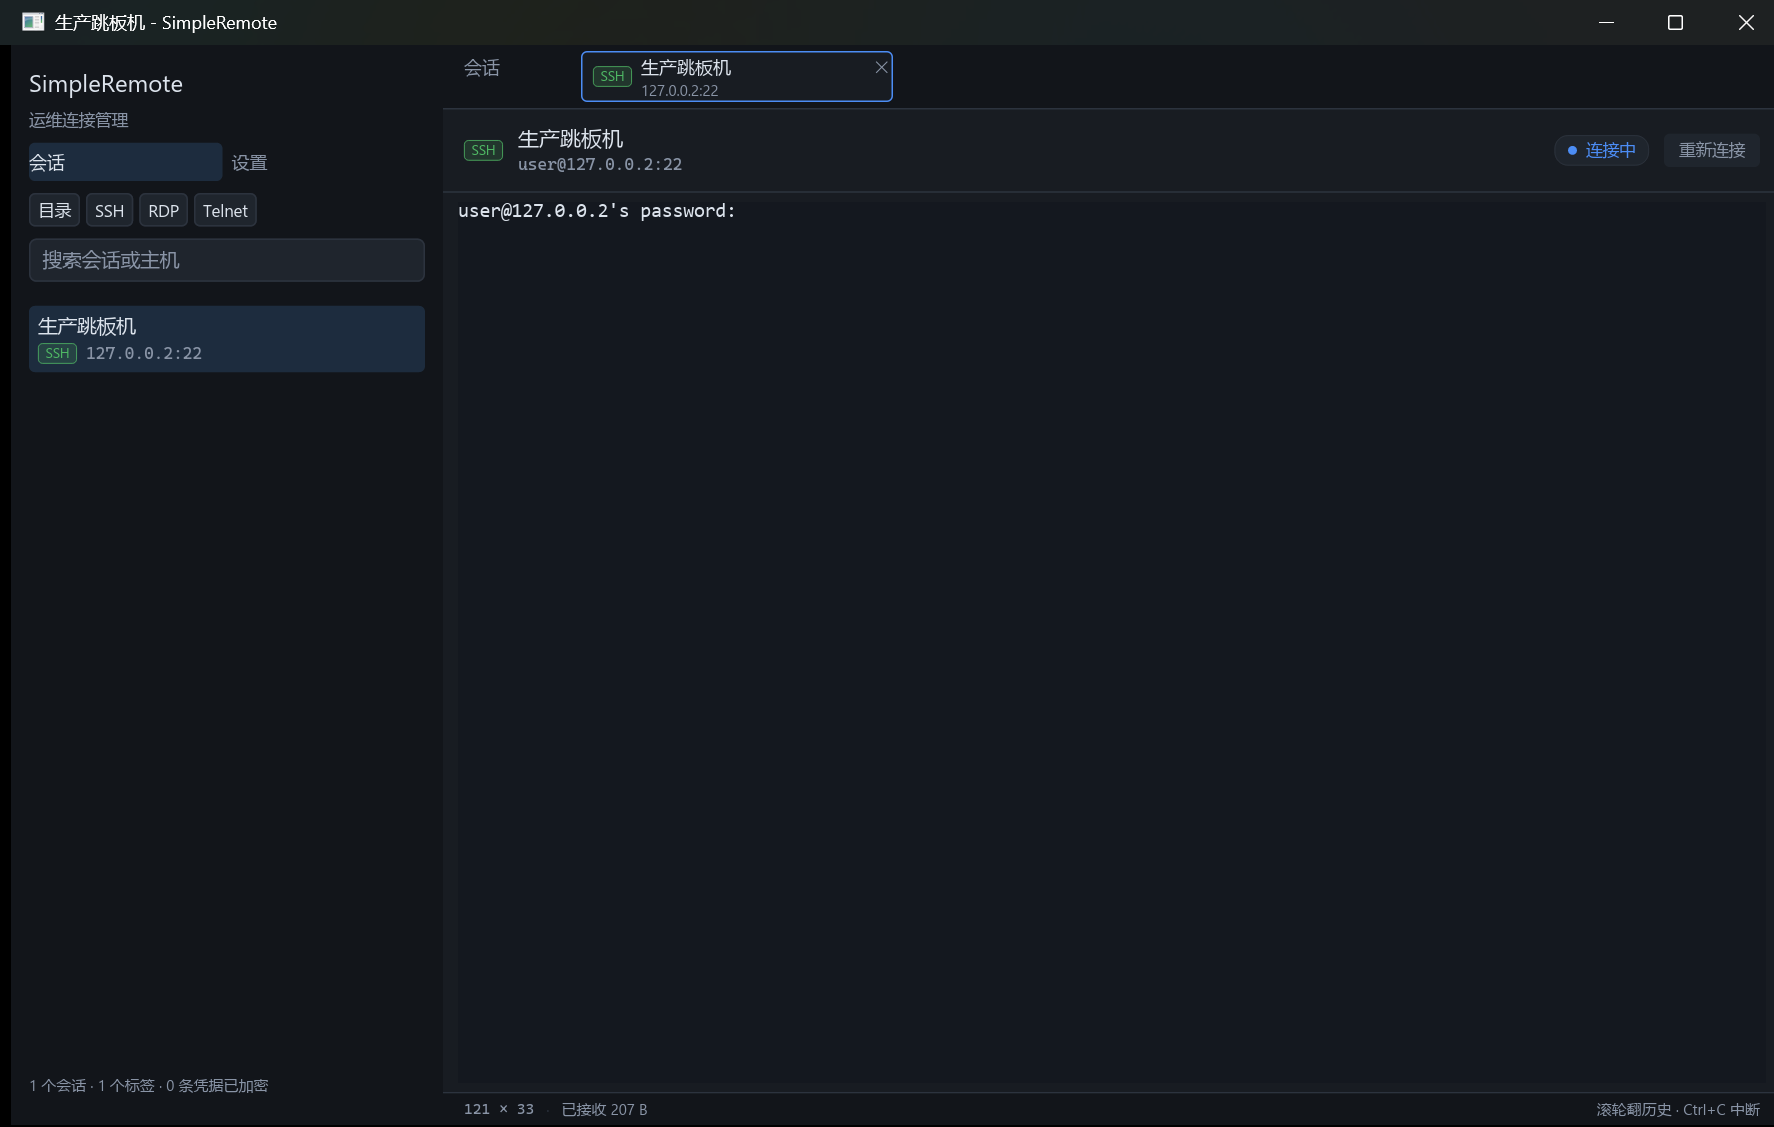 生产跳板机 - SimpleRemote
SimpleRemote
运维连接管理
会话
设置
目录
SSH
RDP
Telnet
搜索会话或主机
生产跳板机
SSH
127.0.0.2:22
1 个会话 · 1 个标签 · 0 条凭据已加密
会话
SSH
生产跳板机
127.0.0.2:22
SSH
生产跳板机
user@127.0.0.2:22
连接中
重新连接
user@127.0.0.2's password:
121 × 33 · 已接收 207 B
滚轮翻历史 · Ctrl+C 中断